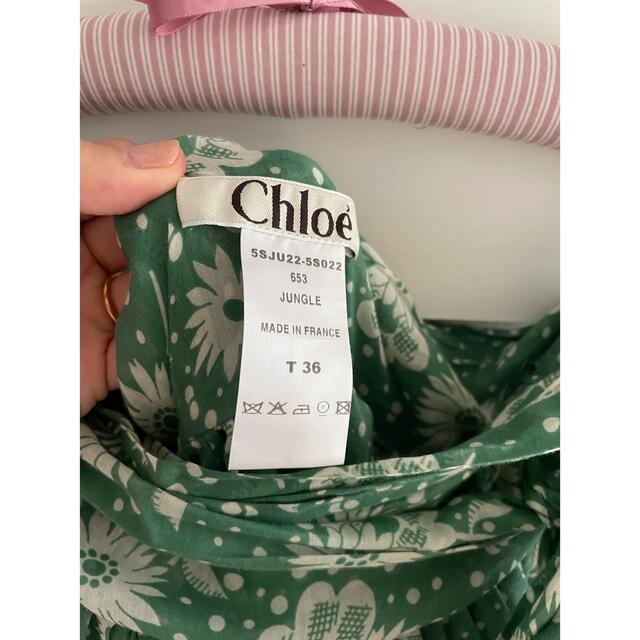 Chloé
5SJU22-5S022
653
JUNGLE
MADE IN FRANCE
T 36